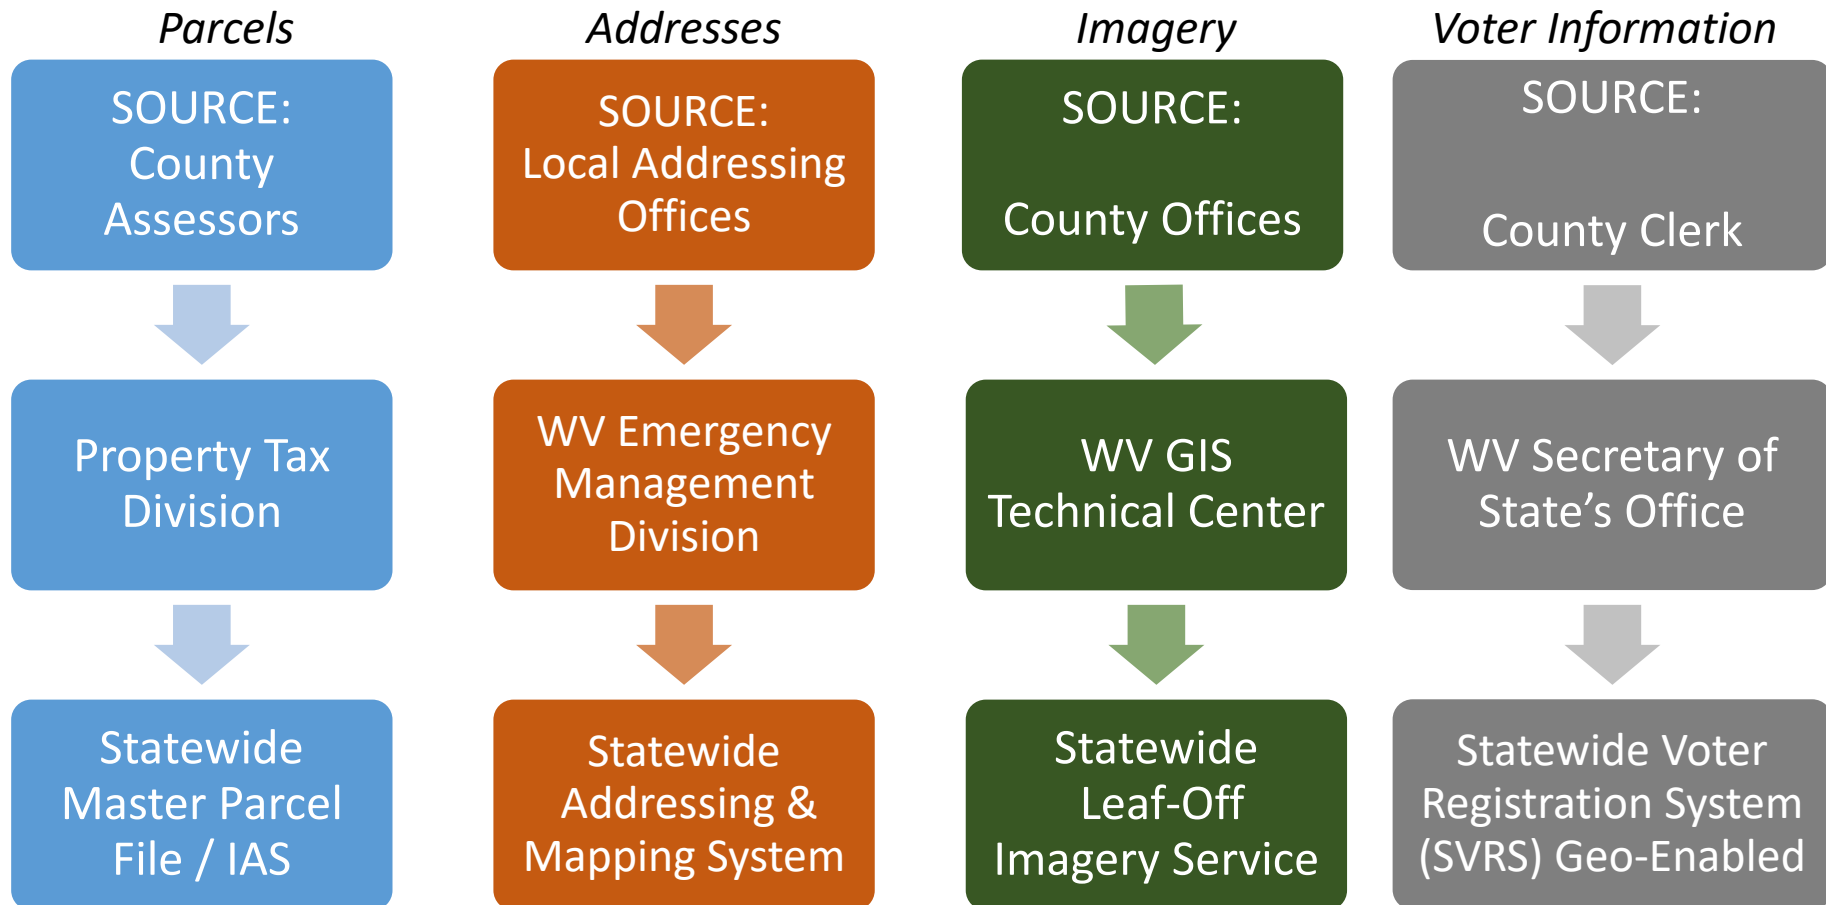 Parcels
SOURCE:
County
Assessors
Property Tax
Division
Statewide
Master Parcel
File / IAS
Addresses
SOURCE:
Local Addressing
Offices
WV Emergency
Management
Division
Statewide
Addressing &
Mapping System
Imagery
SOURCE:
County Offices
WV GIS
Technical Center
Statewide
Leaf-Off
Imagery Service
Voter Information
SOURCE:
County Clerk
WV Secretary of
State’s Office
Statewide Voter
Registration System
(SVRS) Geo-Enabled